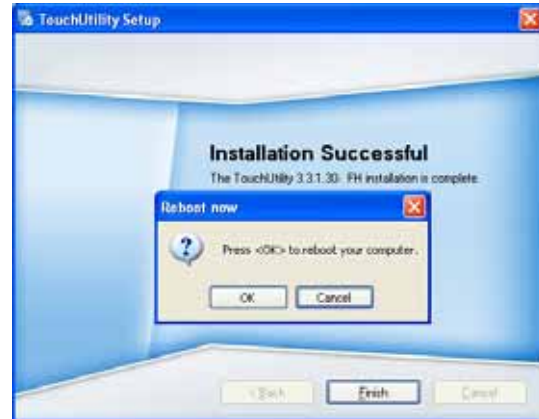 TouchUtility Setup
Installation Successful
The TouchUtility 3.3.1.30- FH installation is complete.
Reboot now
Press <OK> to reboot your computer.
OK Cancel
< Back Finish Cancel